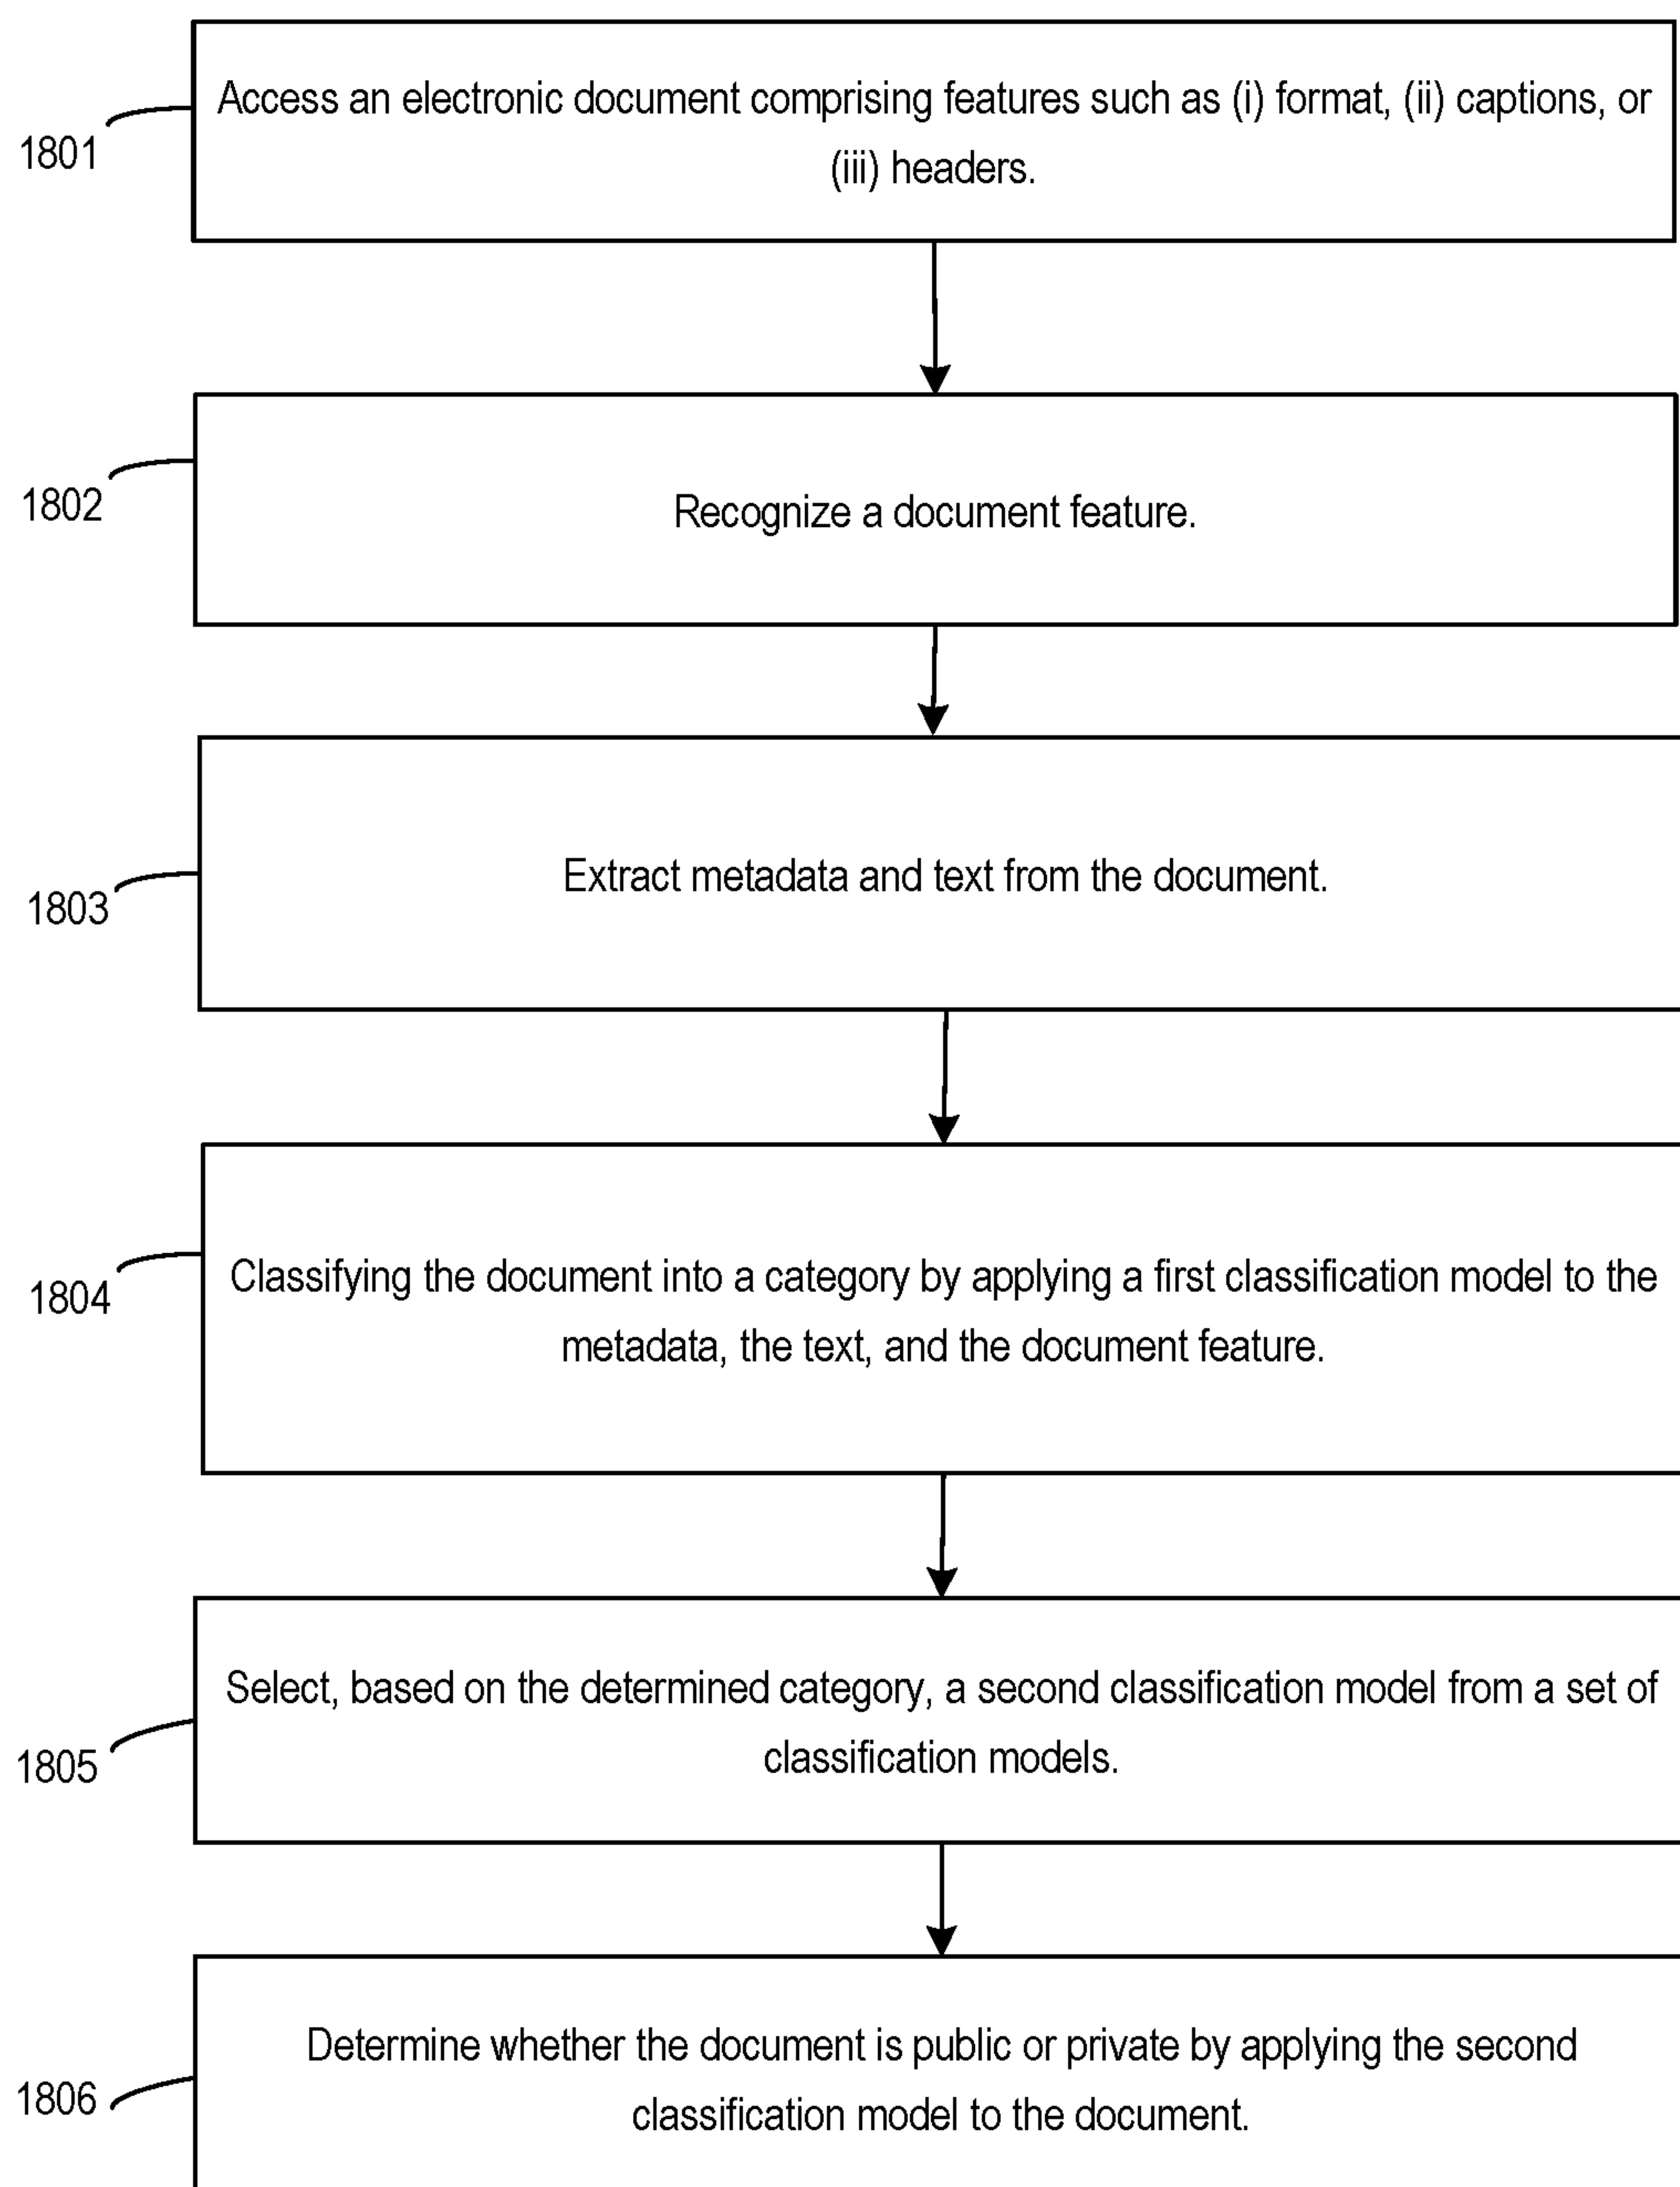 Access an electronic document comprising features such as (i) format, (ii) captions, or
(iii) headers.
1801
Recognize a document feature.
1802
Extract metadata and text from the document.
1803
Classifying the document into a category by applying a first classification model to the
metadata, the text, and the document feature.
1804
Select, based on the determined category, a second classification model from a set of
classification models.
1805
Determine whether the document is public or private by applying the second
classification model to the document.
1806